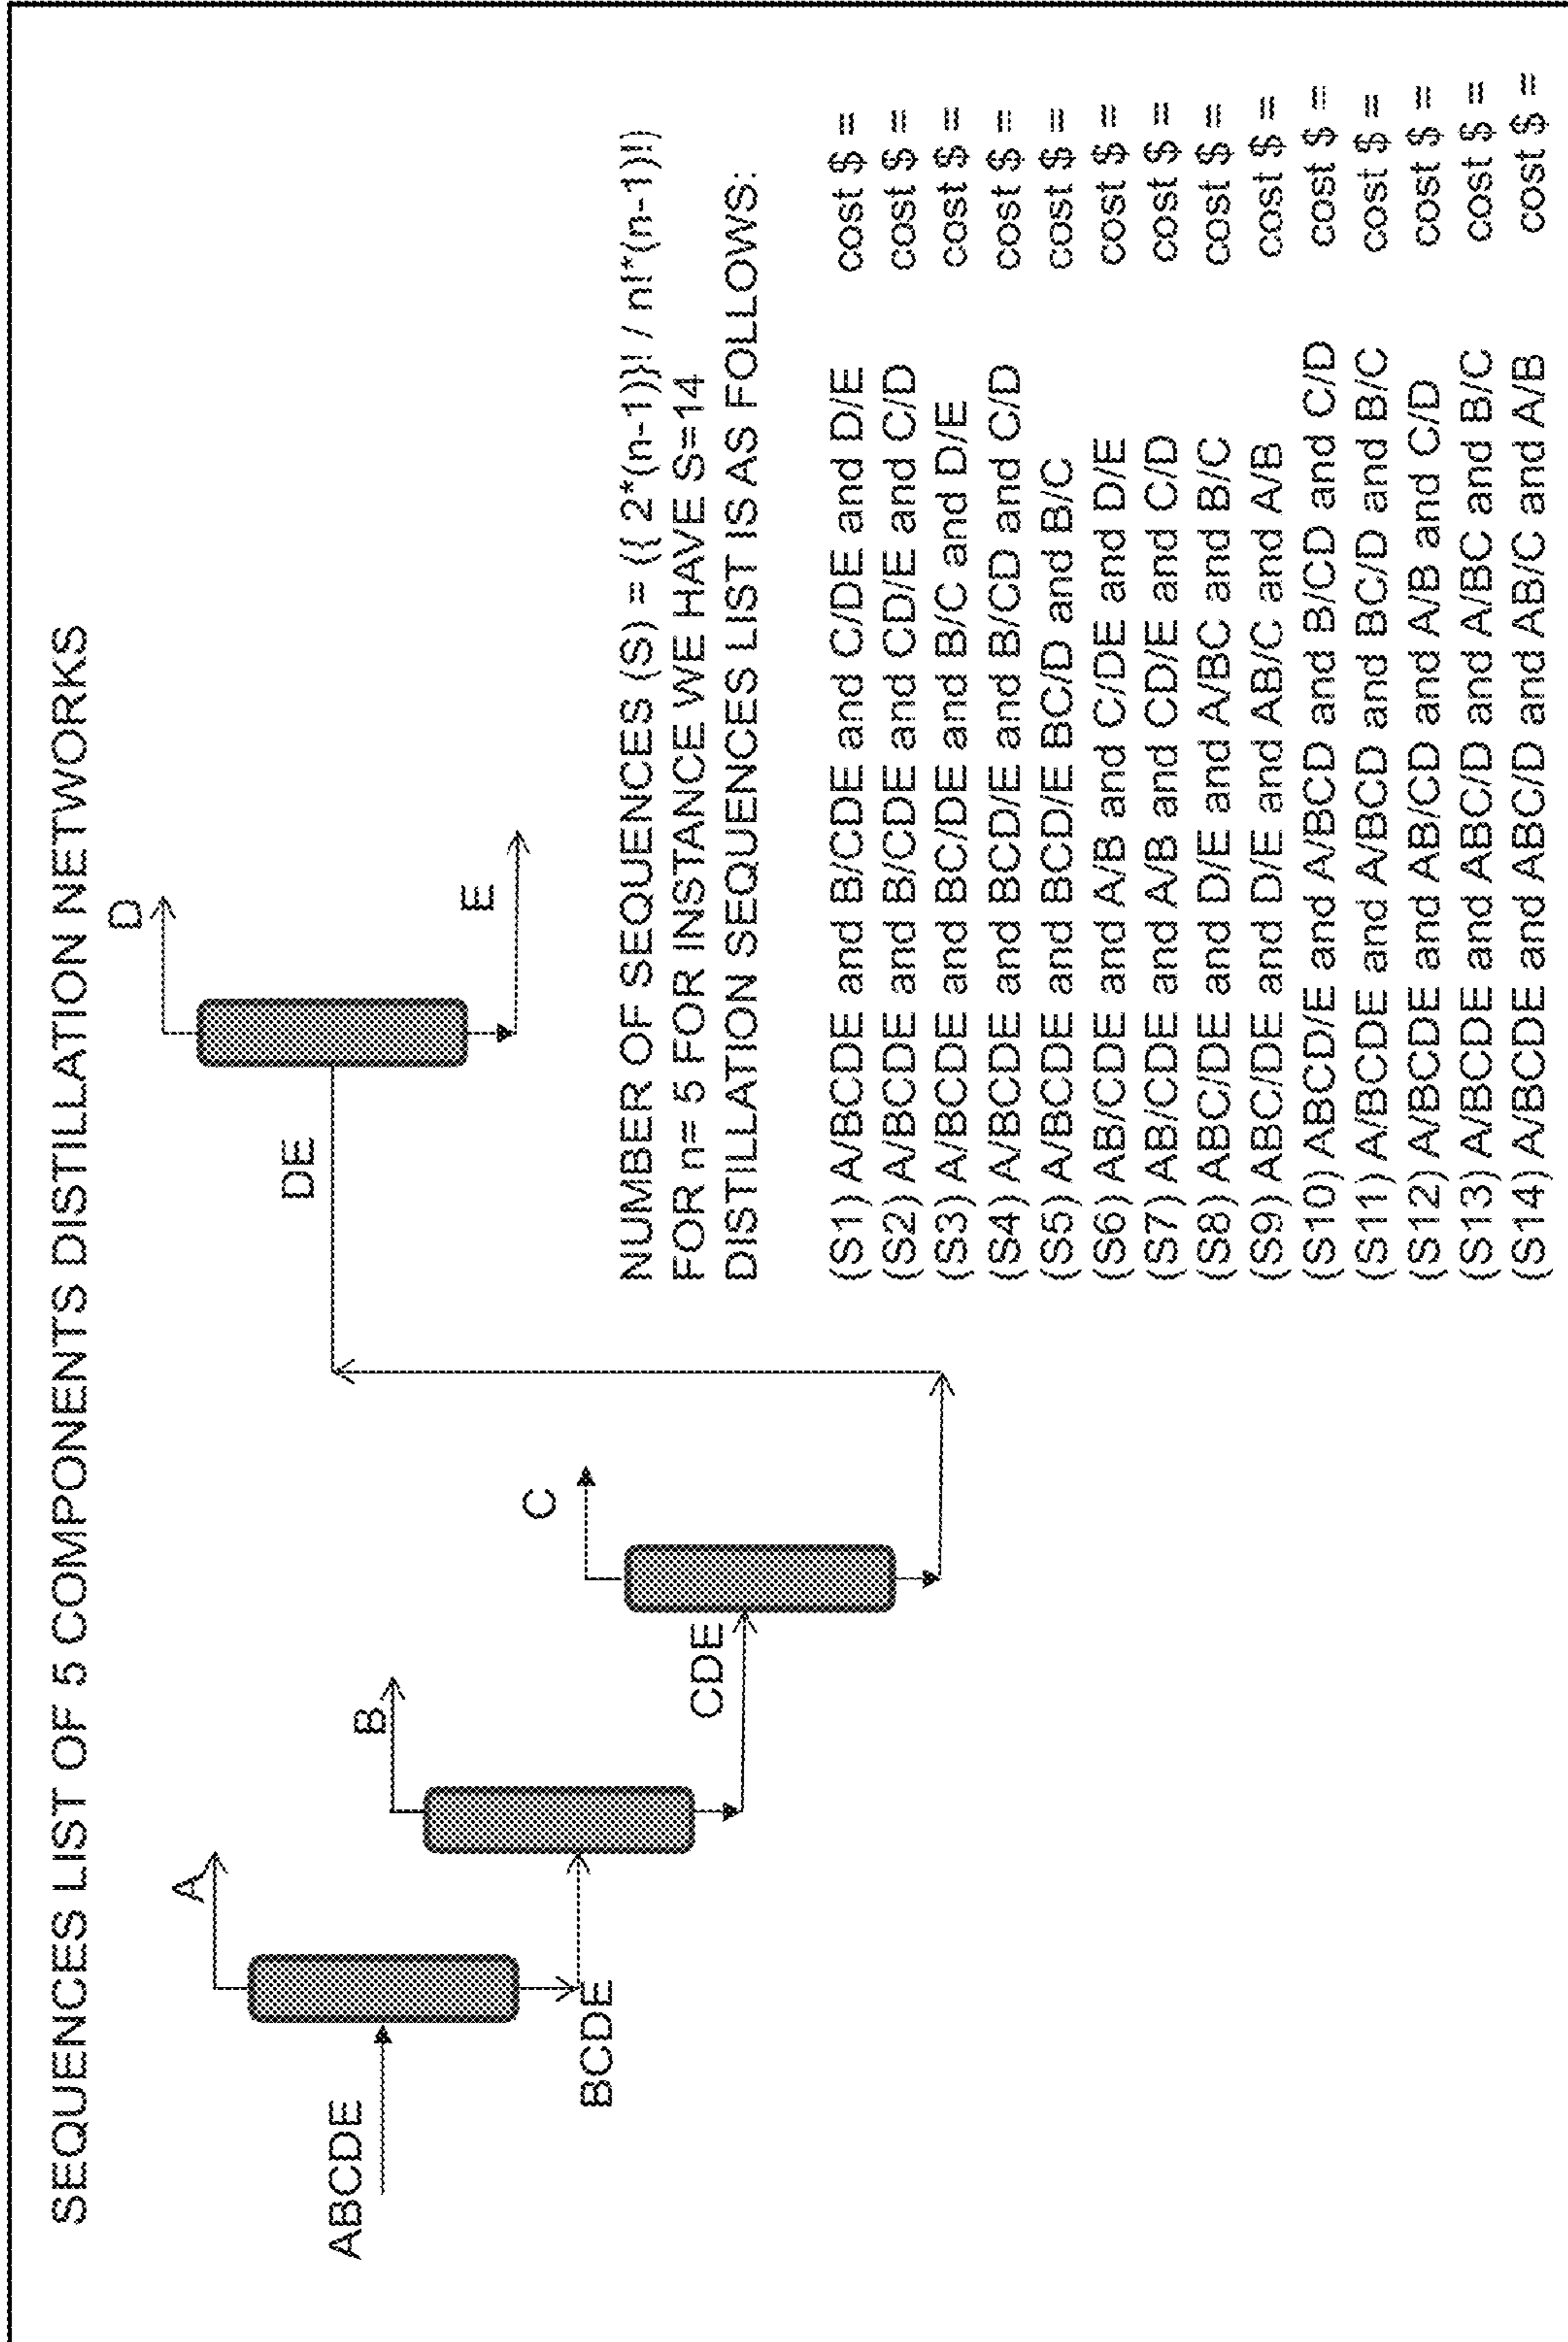 SEQUENCES LIST OF 5 COMPONENTS DISTILLATION NETWORKS
D
A
DE
ABCDE
B
E
C
BCDE
CDE
NUMBER OF SEQUENCES (S) = {{ 2*(n-1)}! / n!*(n-1)!}
FOR n= 5 FOR INSTANCE WE HAVE S=14
DISTILLATION SEQUENCES LIST IS AS FOLLOWS:
(S1) A/BCDE and B/CDE and C/DE and D/E cost $ =
(S2) A/BCDE and B/CDE and CD/E and C/D cost $ =
(S3) A/BCDE and BC/DE and B/C and D/E cost $ =
(S4) A/BCDE and BCD/E and B/CD and C/D cost $ =
(S5) A/BCDE and BCD/E BC/D and B/C cost $ =
(S6) AB/CDE and A/B and C/DE and D/E cost $ =
(S7) AB/CDE and A/B and CD/E and C/D cost $ =
(S8) ABC/DE and D/E and A/BC and B/C cost $ =
(S9) ABC/DE and D/E and AB/C and A/B cost $ =
(S10) ABCD/E and A/BCD and B/CD and C/D cost $ =
(S11) A/BCDE and A/BCD and BC/D and B/C cost $ =
(S12) A/BCDE and AB/CD and A/B and C/D cost $ =
(S13) A/BCDE and ABC/D and A/BC and B/C cost $ =
(S14) A/BCDE and ABC/D and AB/C and A/B cost $ =